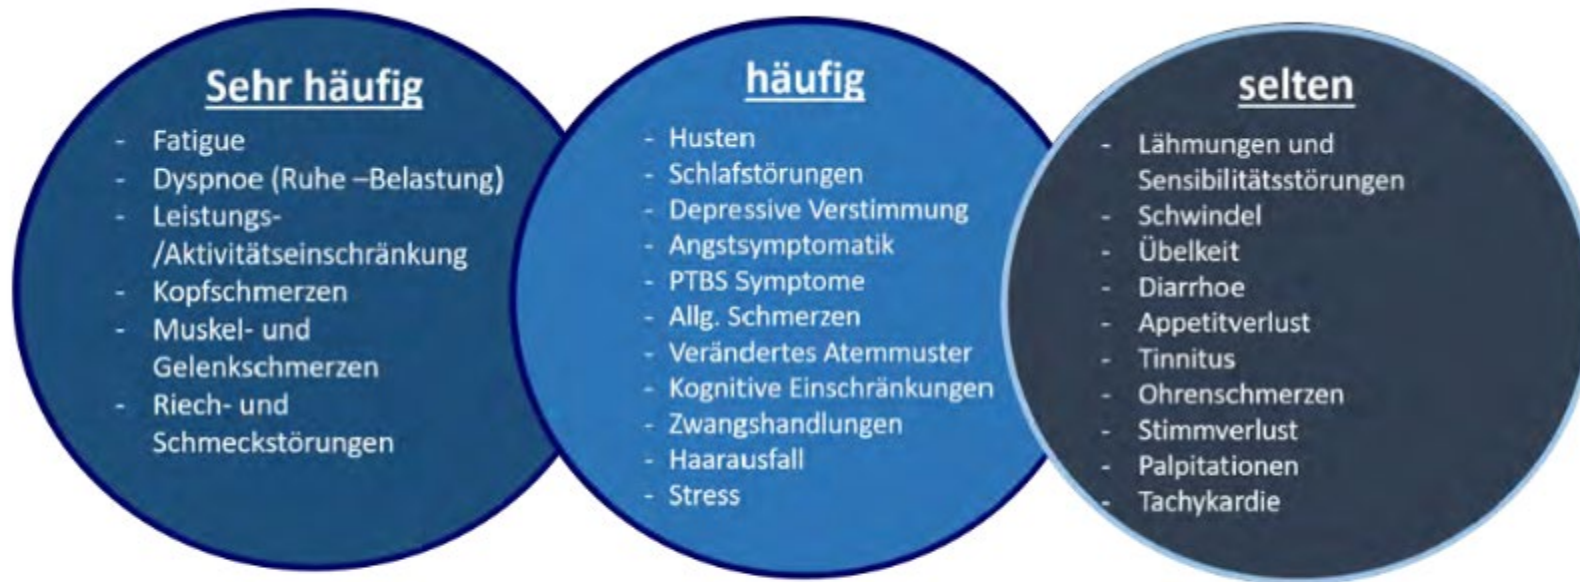 Sehr häufig
- Fatigue
- Dyspnoe (Ruhe –Belastung)
- Leistungs-
/Aktivitätseinschränkung
- Kopfschmerzen
- Muskel- und
Gelenkschmerzen
- Riech- und
Schmeckstörungen
häufig
- Husten
- Schlafstörungen
- Depressive Verstimmung
- Angstsymptomatik
- PTBS Symptome
- Allg. Schmerzen
- Verändertes Atemmuster
- Kognitive Einschränkungen
- Zwangshandlungen
- Haarausfall
- Stress
selten
- Lähmungen und
Sensibilitätsstörungen
- Schwindel
- Übelkeit
- Diarrhoe
- Appetitverlust
- Tinnitus
- Ohrenschmerzen
- Stimmverlust
- Palpitationen
- Tachykardie